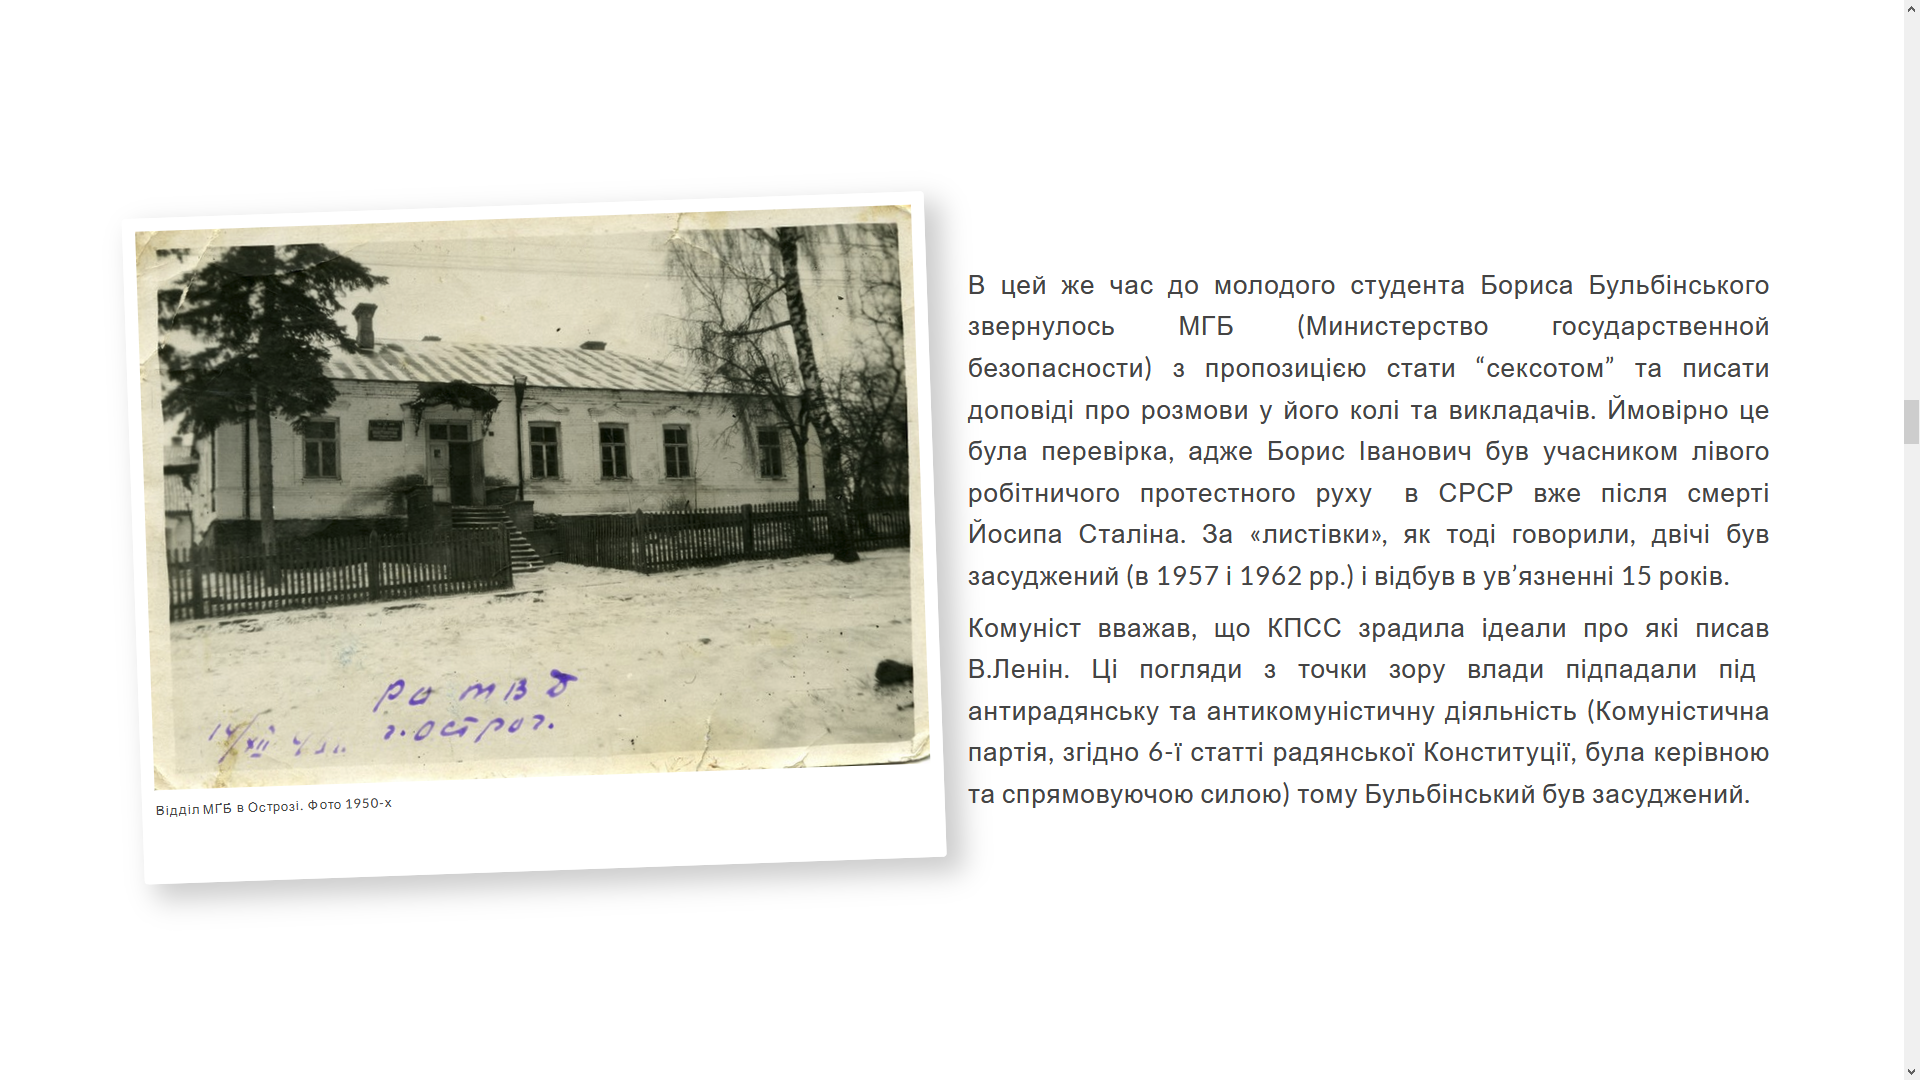 ра мвб
г. острог.
14/XII
Відділ МГБ в Острозі. Фото 1950-х
В цей же час до молодого студента Бориса Бульбінського
звернулось МГБ (Министерство государственной
безопасности) з пропозицією стати “сексотом” та писати
доповіді про розмови у його колі та викладачів. Ймовірно це
була перевірка, адже Борис Іванович був учасником лівого
робітничого протестного руху в СРСР вже після смерті
Йосипа Сталіна. За «листівки», як тоді говорили, двічі був
засуджений (в 1957 і 1962 рр.) і відбув в ув’язненні 15 років.
Комуніст вважав, що КПСС зрадила ідеали про які писав
В.Ленін. Ці погляди з точки зору влади підпадали під
антирадянську та антикомуністичну діяльність (Комуністична
партія, згідно 6-ї статті радянської Конституції, була керівною
та спрямовуючою силою) тому Бульбінський був засуджений.